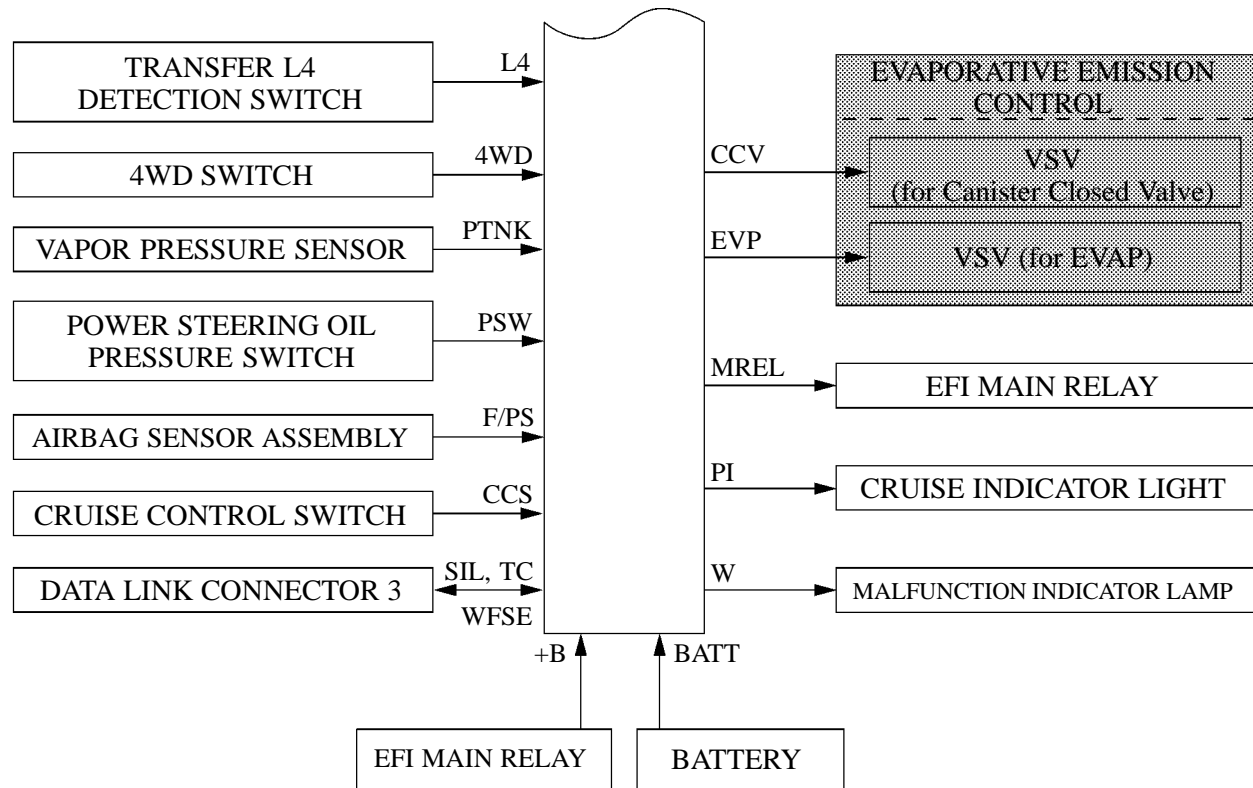 TRANSFER L4
DETECTION SWITCH
L4
4WD SWITCH
4WD
VAPOR PRESSURE SENSOR
PTNK
POWER STEERING OIL
PRESSURE SWITCH
PSW
AIRBAG SENSOR ASSEMBLY
F/PS
CRUISE CONTROL SWITCH
CCS
DATA LINK CONNECTOR 3
SIL, TC
WFSE
+B
BATT
EFI MAIN RELAY
BATTERY
EVAPORATIVE EMISSION
CONTROL
CCV
VSV
(for Canister Closed Valve)
EVP
VSV (for EVAP)
MREL
EFI MAIN RELAY
PI
CRUISE INDICATOR LIGHT
W
MALFUNCTION INDICATOR LAMP